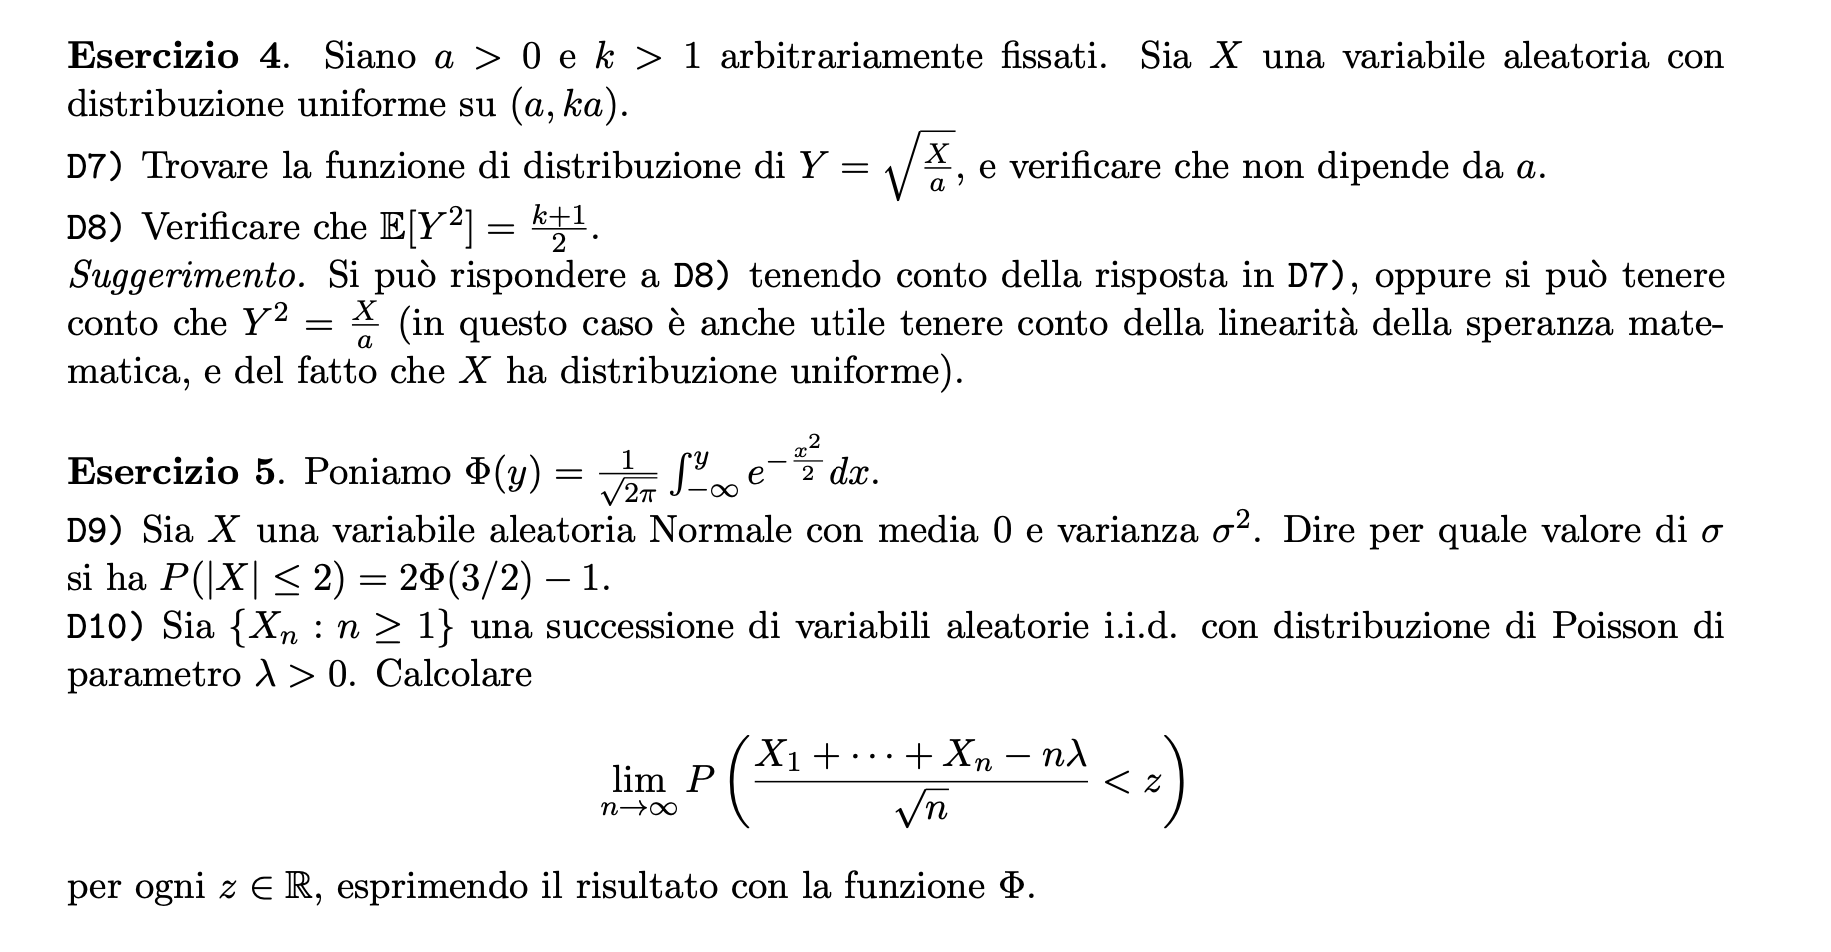 Esercizio 4. Siano a > 0 e k > 1 arbitrariamente fissati. Sia X una variabile aleatoria con
distribuzione uniforme su (a, ka).
D7) Trovare la funzione di distribuzione di Y = √(X/a), e verificare che non dipende da a.
D8) Verificare che 𝔼[Y²] = (k+1)/2.
Suggerimento. Si può rispondere a D8) tenendo conto della risposta in D7), oppure si può tenere
conto che Y² = X/a (in questo caso è anche utile tenere conto della linearità della speranza mate-
matica, e del fatto che X ha distribuzione uniforme).
Esercizio 5. Poniamo Φ(y) = 1/√(2π) ∫_{−∞}^{y} e^{−x²/2} dx.
D9) Sia X una variabile aleatoria Normale con media 0 e varianza σ². Dire per quale valore di σ
si ha P(|X| ≤ 2) = 2Φ(3/2) − 1.
D10) Sia {Xₙ : n ≥ 1} una successione di variabili aleatorie i.i.d. con distribuzione di Poisson di
parametro λ > 0. Calcolare
lim_{n→∞} P((X₁ + ··· + Xₙ − nλ)/√n < z)
per ogni z ∈ ℝ, esprimendo il risultato con la funzione Φ.